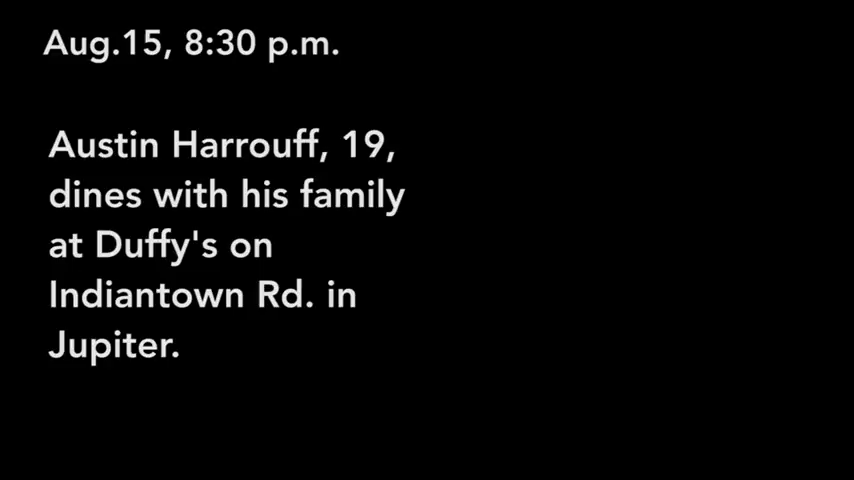 Aug.15, 8:30 p.m.
Austin Harrouff, 19,
dines with his family
at Duffy's on
Indiantown Rd. in
Jupiter.